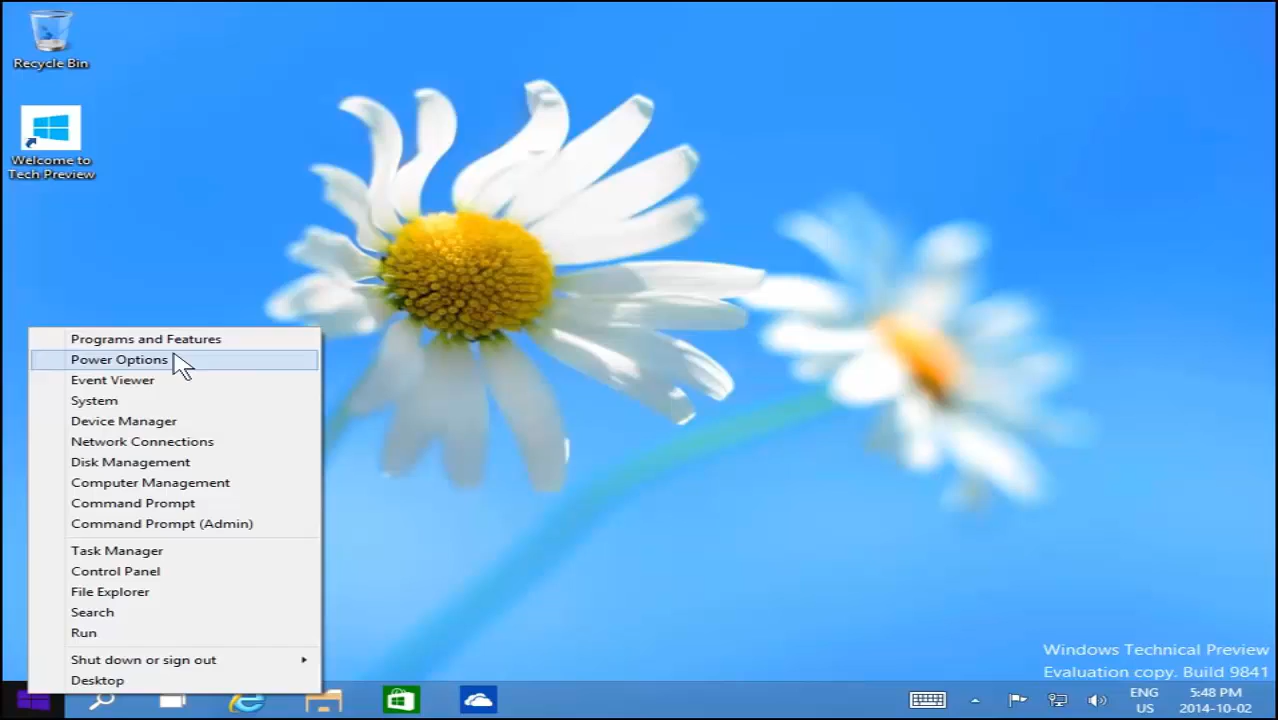 Recycle Bin
Welcome to
Tech Preview
Programs and Features
Power Options
Event Viewer
System
Device Manager
Network Connections
Disk Management
Computer Management
Command Prompt
Command Prompt (Admin)
Task Manager
Control Panel
File Explorer
Search
Run
Shut down or sign out
Desktop
Windows Technical Preview
Evaluation copy. Build 9841
ENG
US
5:48 PM
2014-10-02